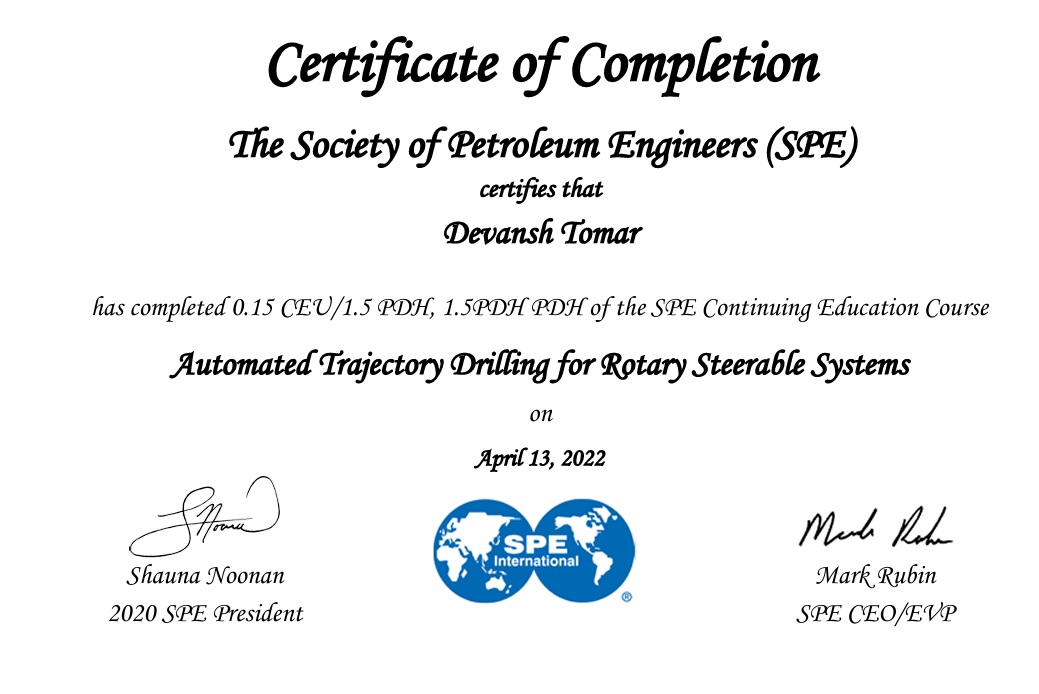 Certificate of Completion
The Society of Petroleum Engineers (SPE)
certifies that
Devansh Tomar
has completed 0.15 CEU/1.5 PDH, 1.5PDH PDH of the SPE Continuing Education Course
Automated Trajectory Drilling for Rotary Steerable Systems
on
April 13, 2022
SPE
International
®
Shauna Noonan
2020 SPE President
Mark Rubin
SPE CEO/EVP